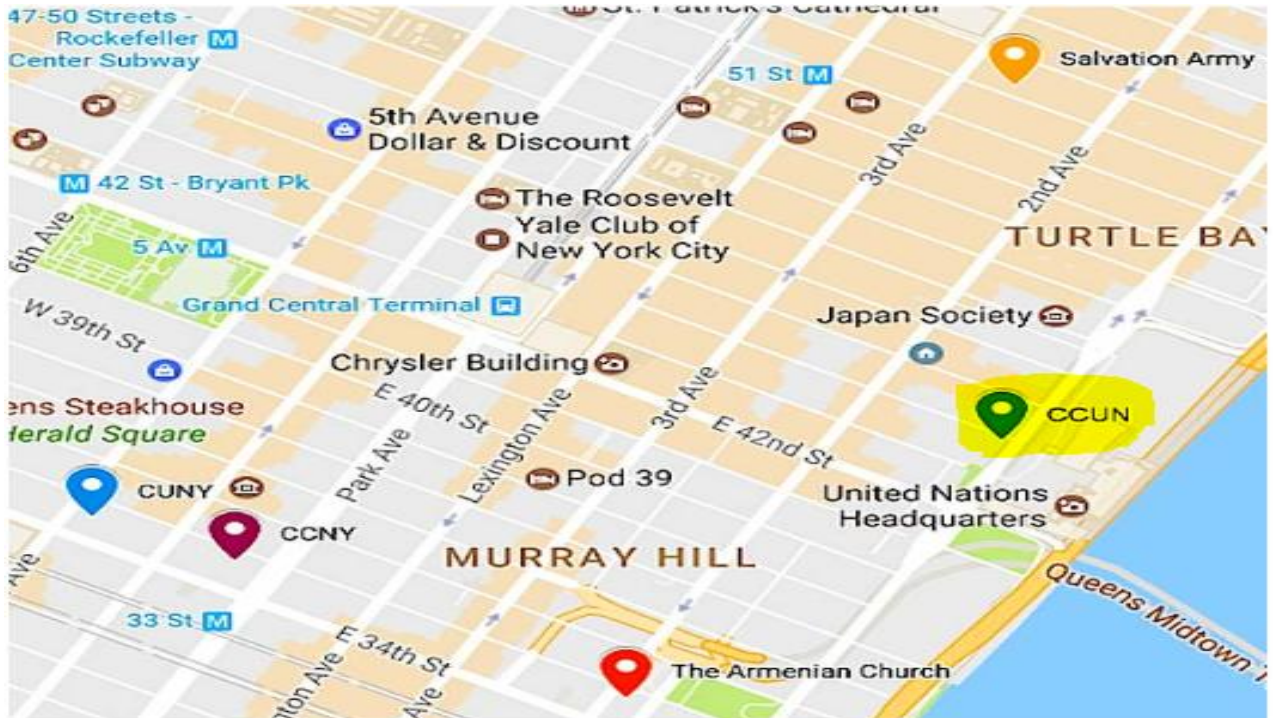 St. Patrick's Cathedral
47-50 Streets -
Rockefeller
Center Subway
Salvation Army
51 St
5th Avenue
Dollar & Discount
3rd Ave
2nd Ave
42 St - Bryant Pk
The Roosevelt
Yale Club of
New York City
TURTLE BAY
6th Ave
5 Av
Grand Central Terminal
W 39th St
Japan Society
Chrysler Building
E 40th St
3rd Ave
ens Steakhouse
Herald Square
Park Ave
Lexington Ave
E 42nd St
CCUN
Pod 39
CUNY
United Nations
Headquarters
CCNY
MURRAY HILL
Ave
Queens Midtown T
33 St
E 34th St
nton Ave
Ave
The Armenian Church